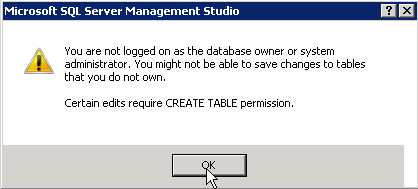 Microsoft SQL Server Management Studio
You are not logged on as the database owner or system
administrator. You might not be able to save changes to tables
that you do not own.
Certain edits require CREATE TABLE permission.
OK